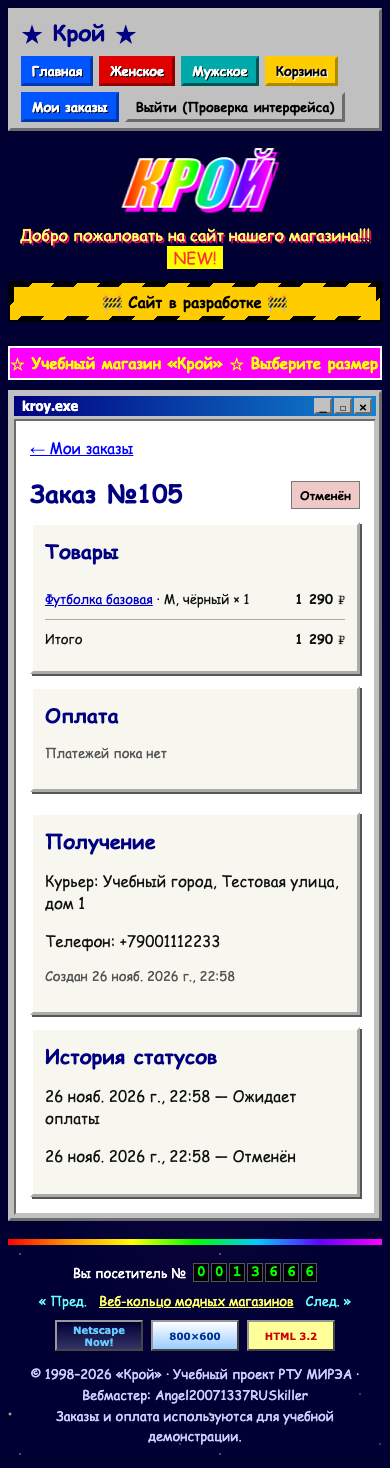 ★ Крой ★
Главная Женское Мужское Корзина
Мои заказы Выйти (Проверка интерфейса)
КРОЙ
Добро пожаловать на сайт нашего магазина!!!
NEW!
🚧 Сайт в разработке 🚧
☆ Учебный магазин «Крой» ☆ Выберите размер
kroy.exe
← Мои заказы
Заказ №105 Отменён
Товары
Футболка базовая · M, чёрный × 1 1 290 ₽
Итого 1 290 ₽
Оплата
Платежей пока нет
Получение
Курьер: Учебный город, Тестовая улица,
дом 1
Телефон: +79001112233
Создан 26 нояб. 2026 г., 22:58
История статусов
26 нояб. 2026 г., 22:58 — Ожидает
оплаты
26 нояб. 2026 г., 22:58 — Отменён
Вы посетитель № 0013666
« Пред. Веб-кольцо модных магазинов След. »
Netscape
Now!
800×600 HTML 3.2
© 1998–2026 «Крой» · Учебный проект РТУ МИРЭА ·
Вебмастер: Angel20071337RUSkiller
Заказы и оплата используются для учебной
демонстрации.